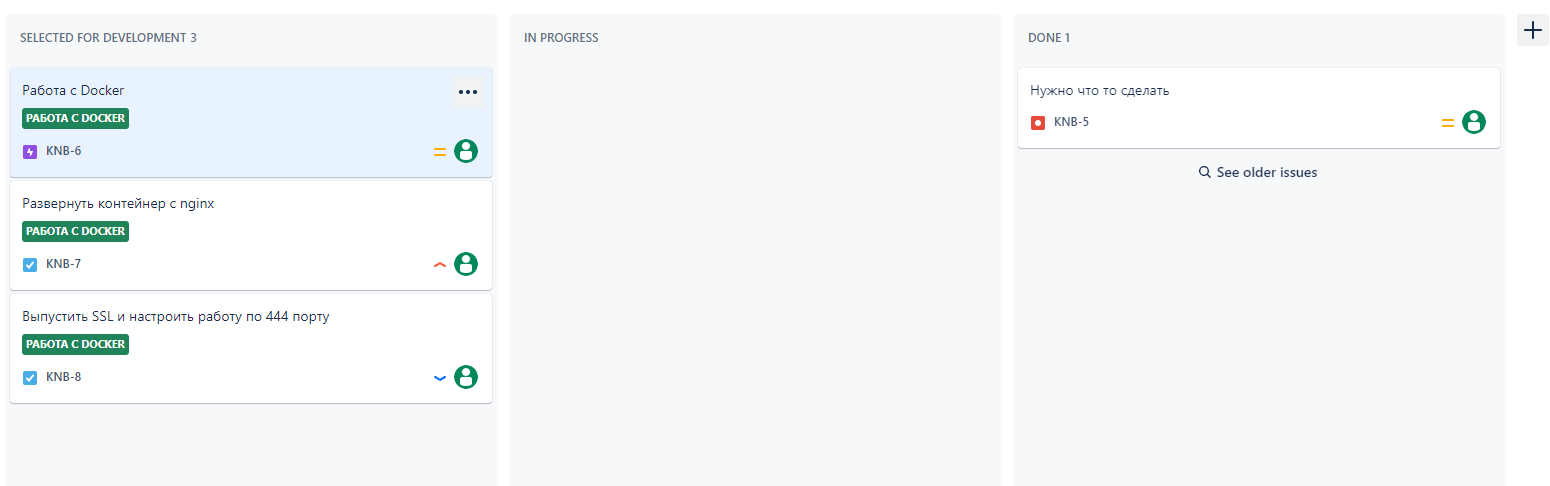 SELECTED FOR DEVELOPMENT 3
Работа с Docker
РАБОТА С DOCKER
KNB-6
Развернуть контейнер с nginx
РАБОТА С DOCKER
KNB-7
Выпустить SSL и настроить работу по 444 порту
РАБОТА С DOCKER
KNB-8
IN PROGRESS
DONE 1
Нужно что то сделать
KNB-5
See older issues